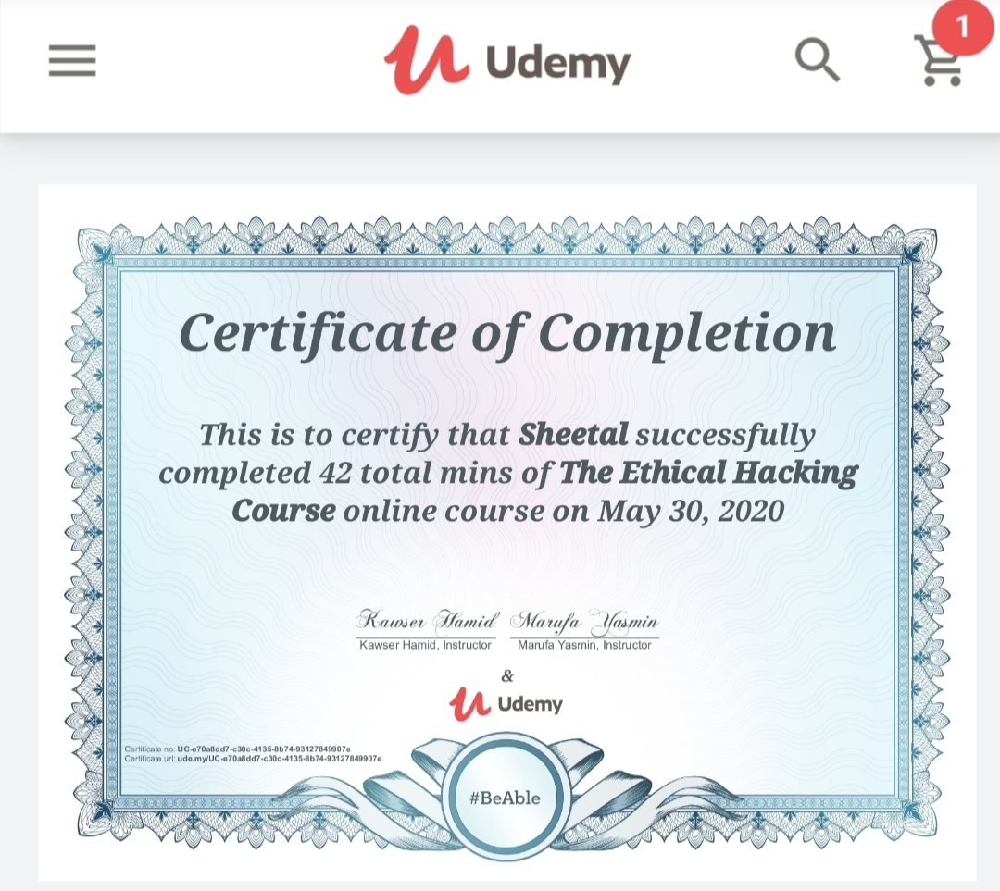 1
Udemy
Certificate of Completion
This is to certify that Sheetal successfully
completed 42 total mins of The Ethical Hacking
Course online course on May 30, 2020
Kawser Hamid Marufa Yasmin
Kawser Hamid, Instructor Marufa Yasmin, Instructor
&
Udemy
Certificate no: UC-e70a8dd7-c30c-4135-8b74-93127849907e
Certificate url: ude.my/UC-e70a8dd7-c30c-4135-8b74-93127849907e
#BeAble